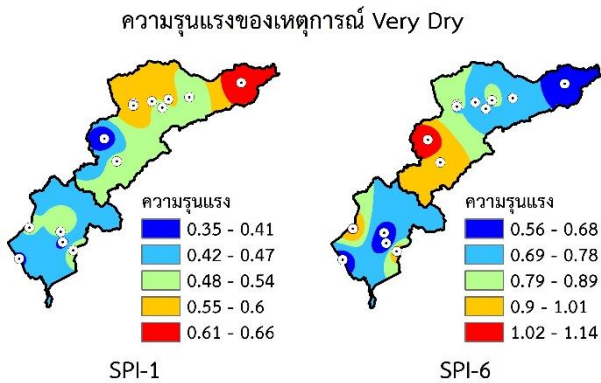 ความรุนแรงของเหตุการณ์ Very Dry
ความรุนแรง
0.35 - 0.41
0.42 - 0.47
0.48 - 0.54
0.55 - 0.6
0.61 - 0.66
SPI-1
ความรุนแรง
0.56 - 0.68
0.69 - 0.78
0.79 - 0.89
0.9 - 1.01
1.02 - 1.14
SPI-6